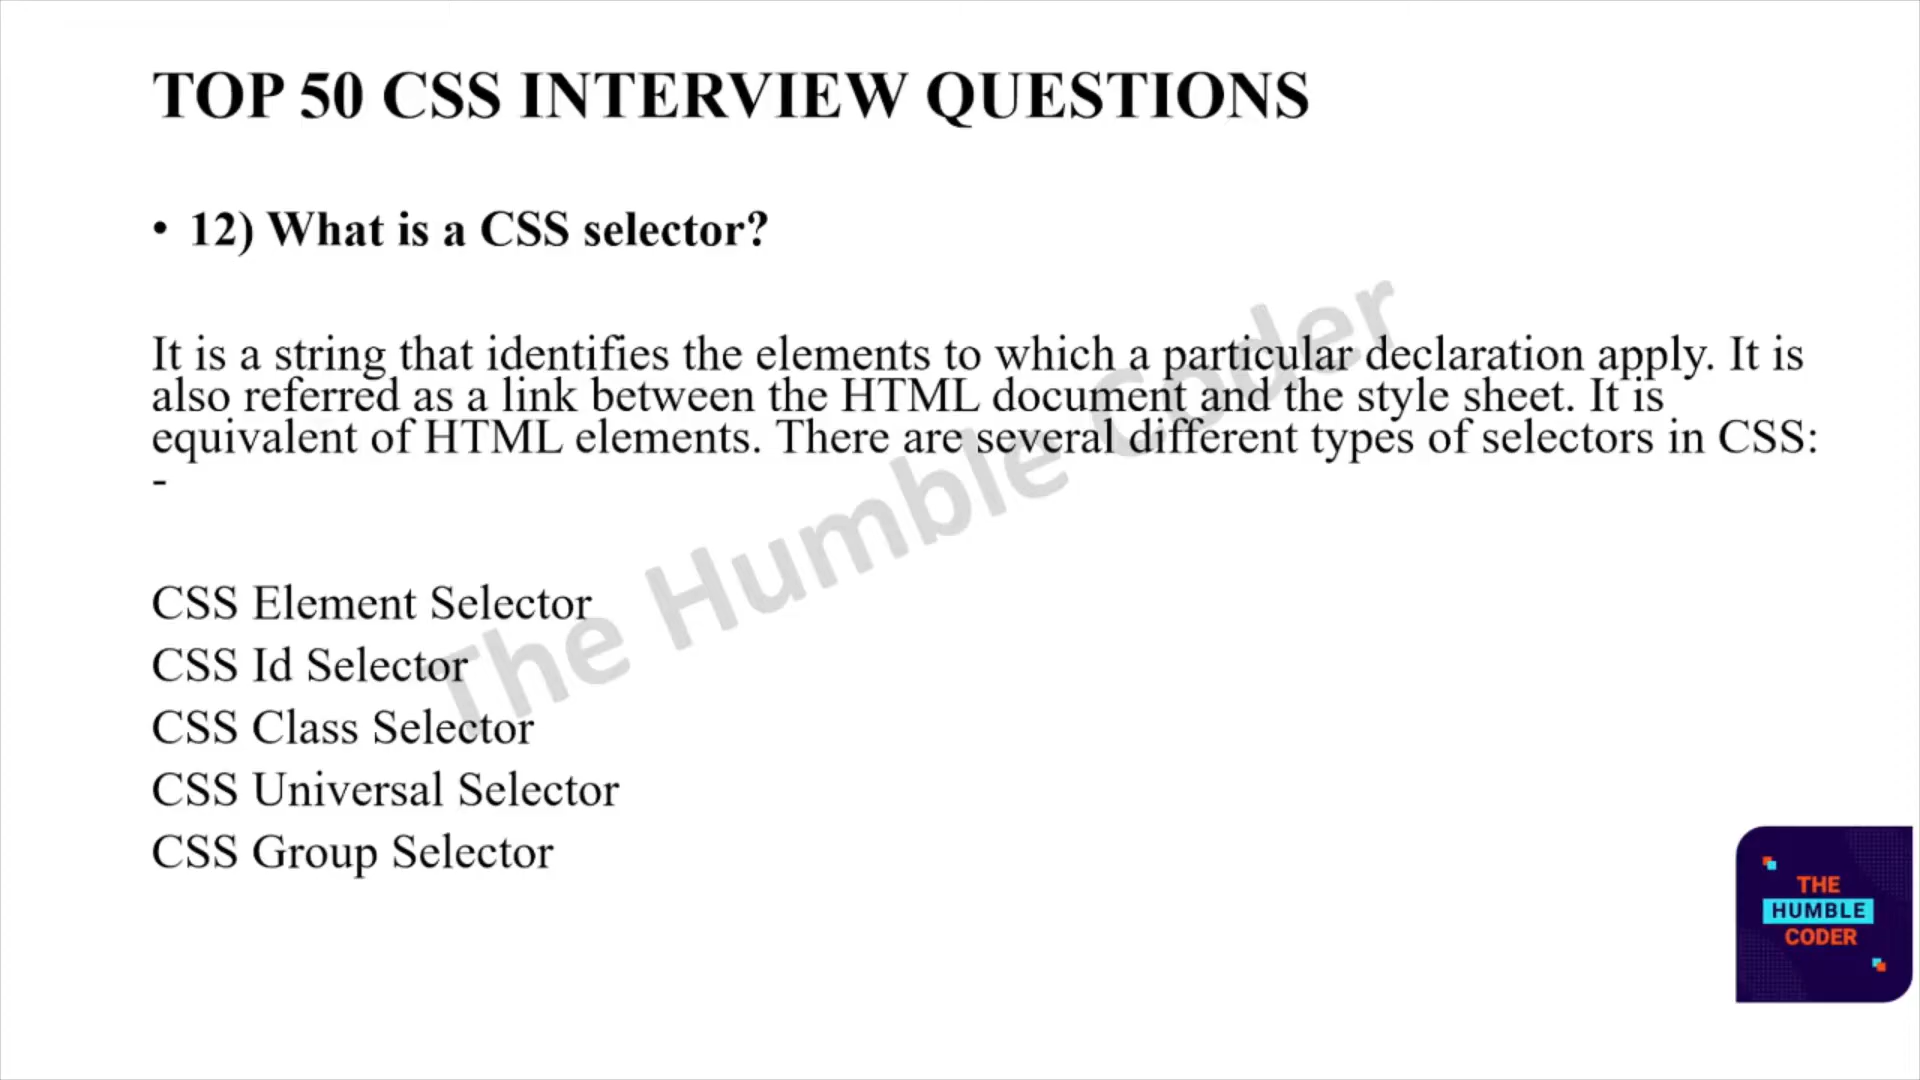 TOP 50 CSS INTERVIEW QUESTIONS
• 12) What is a CSS selector?
It is a string that identifies the elements to which a particular declaration apply. It is
also referred as a link between the HTML document and the style sheet. It is
equivalent of HTML elements. There are several different types of selectors in CSS:
-
CSS Element Selector
CSS Id Selector
CSS Class Selector
CSS Universal Selector
CSS Group Selector
The Humble Coder
THE
HUMBLE
CODER